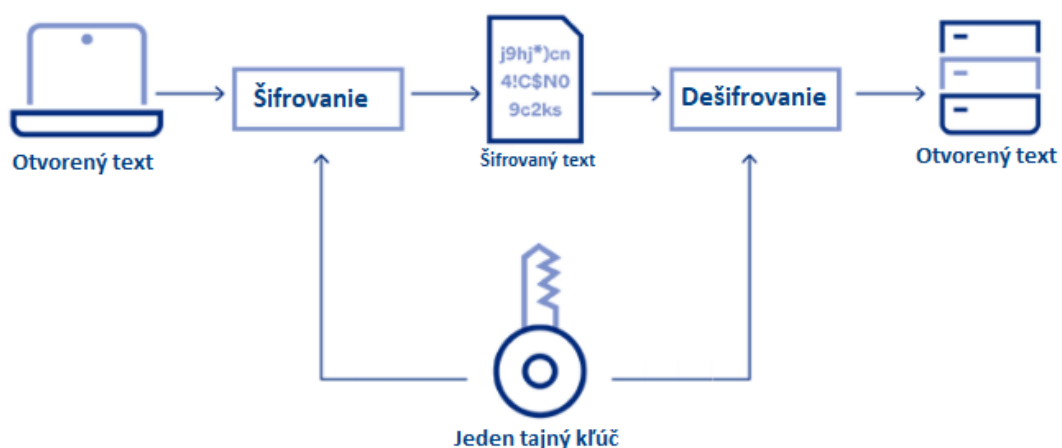 Otvorený text
Šifrovanie
j9hj*)cn
4!C$N0
9c2ks
Šifrovaný text
Dešifrovanie
Otvorený text
Jeden tajný kľúč